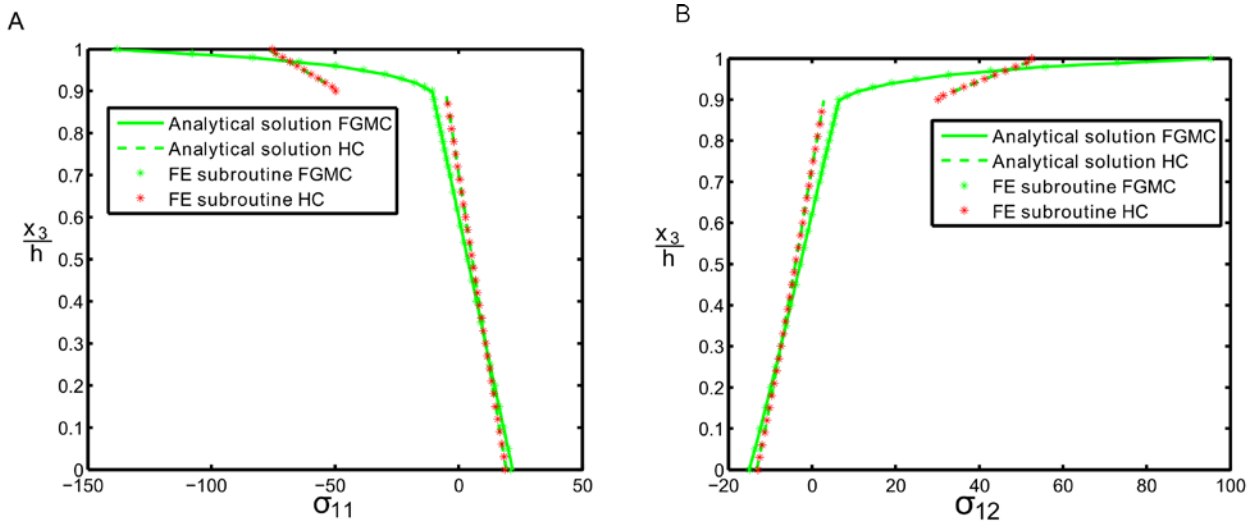 A
1
0.9
0.8
0.7
0.6
0.5
0.4
0.3
0.2
0.1
0
x3
h
Analytical solution FGMC
Analytical solution HC
FE subroutine FGMC
FE subroutine HC
−150
−100
−50
0
50
σ11
B
1
0.9
0.8
0.7
0.6
0.5
0.4
0.3
0.2
0.1
0
x3
h
Analytical solution FGMC
Analytical solution HC
FE subroutine FGMC
FE subroutine HC
−20
0
20
40
60
80
100
σ12